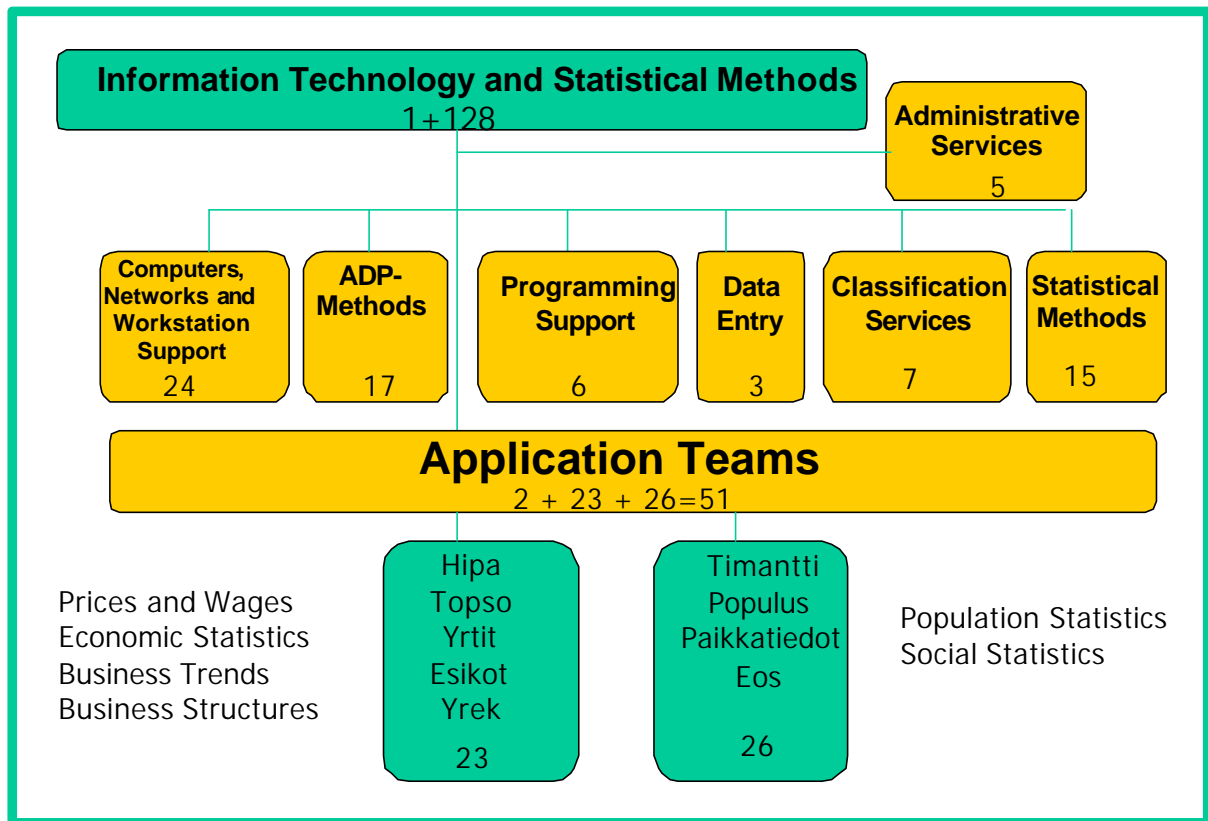 Information Technology and Statistical Methods
1+128
Administrative
Services
5
Computers,
Networks and
Workstation
Support
24
ADP-
Methods
17
Programming
Support
6
Data
Entry
3
Classification
Services
7
Statistical
Methods
15
Application Teams
2 + 23 + 26=51
Prices and Wages
Economic Statistics
Business Trends
Business Structures
Hipa
Topso
Yrtit
Esikot
Yrek
23
Timantti
Populus
Paikkatiedot
Eos
26
Population Statistics
Social Statistics